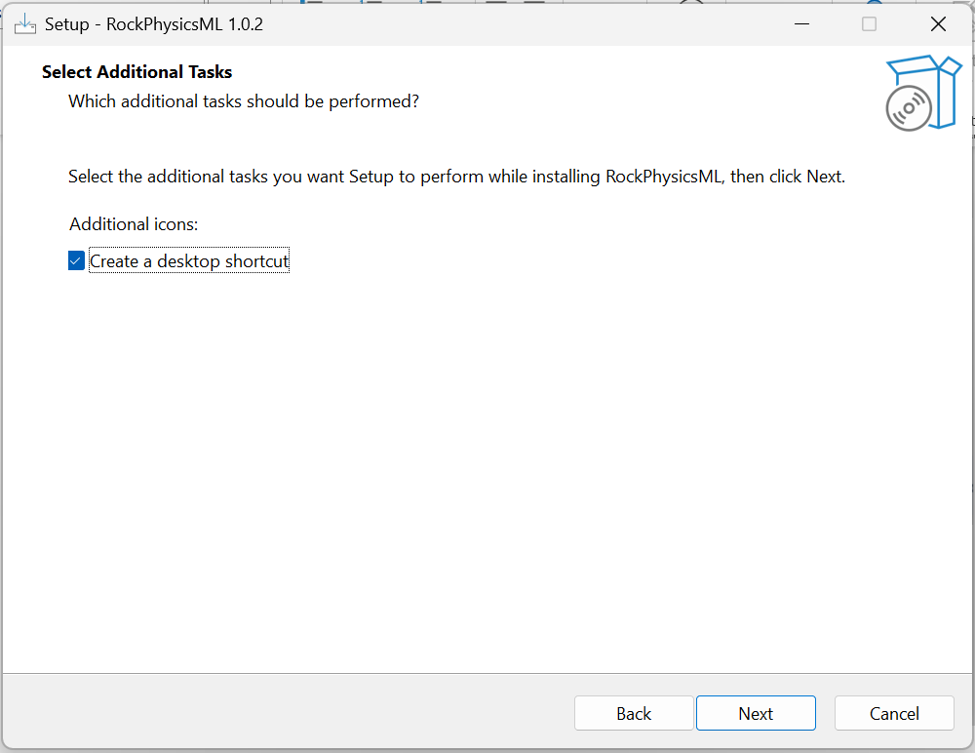 Setup - RockPhysicsML 1.0.2
Select Additional Tasks
Which additional tasks should be performed?
Select the additional tasks you want Setup to perform while installing RockPhysicsML, then click Next.
Additional icons:
Create a desktop shortcut
Back
Next
Cancel